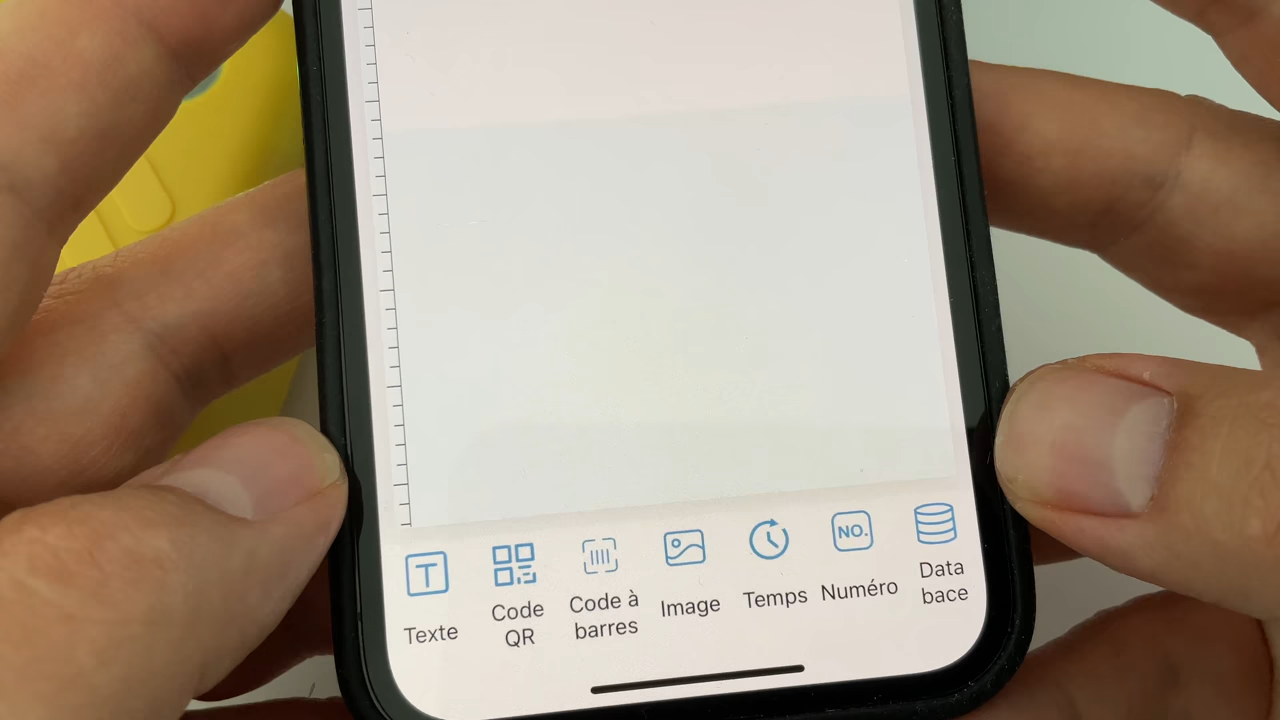 T
NO.
Texte
Code
QR
Code à
barres
Image
Temps
Numéro
Data
bace